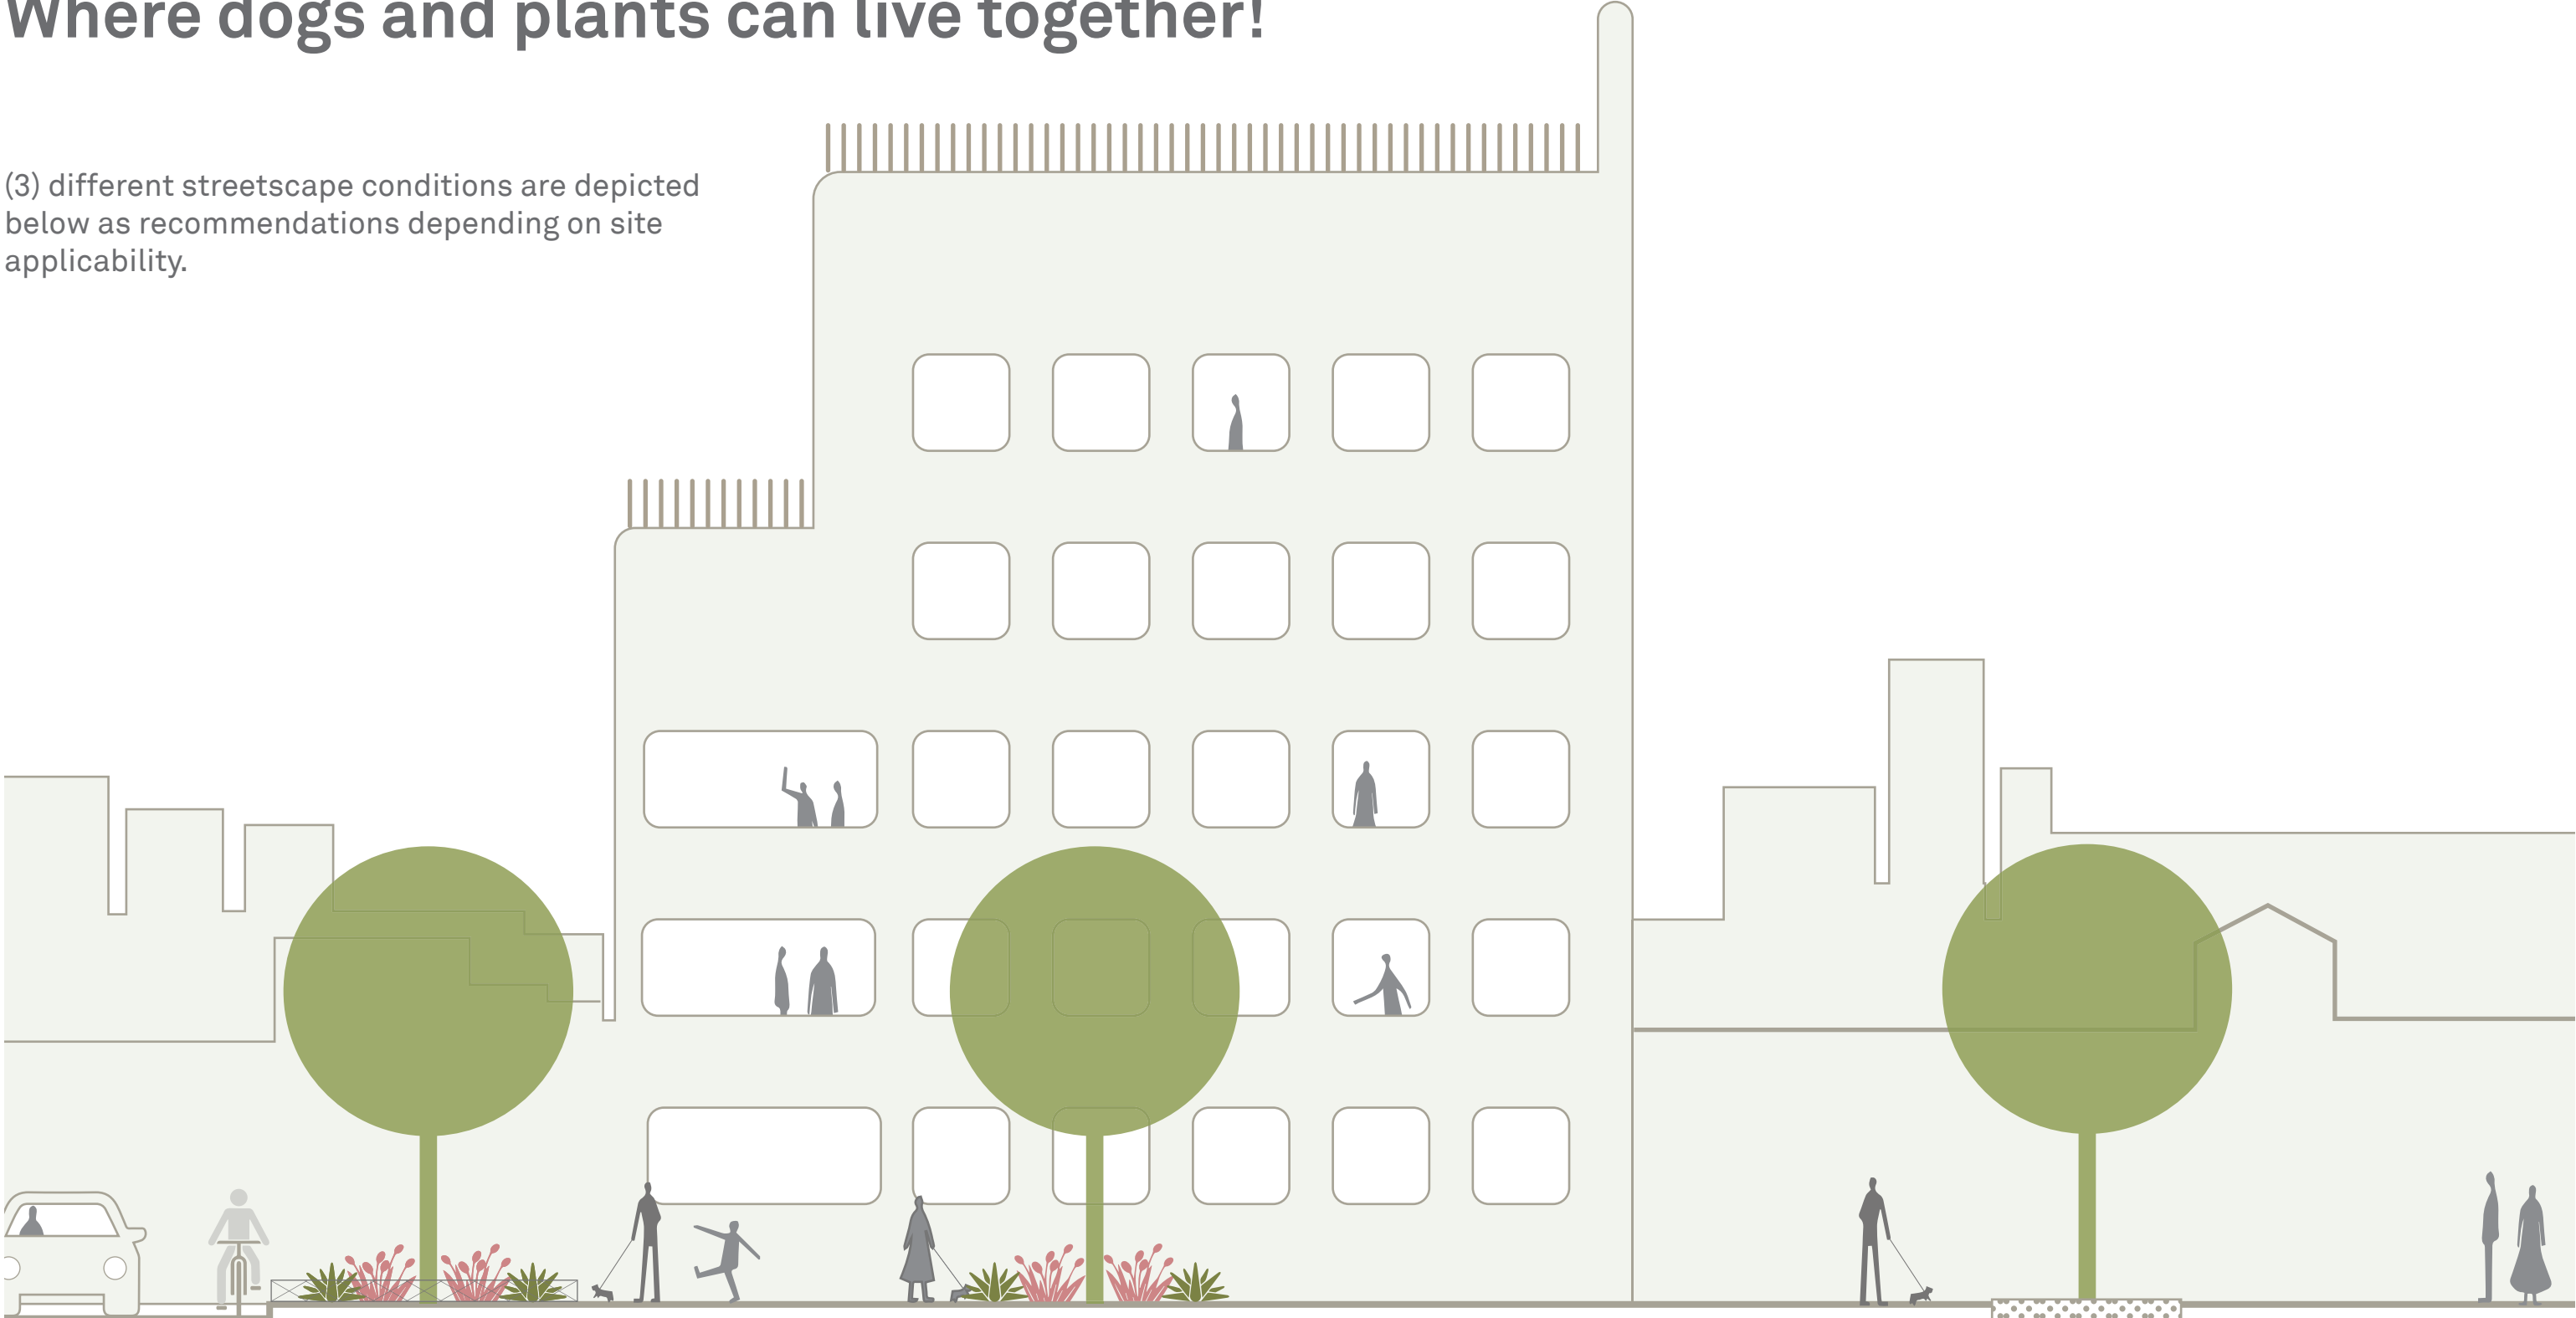 Where dogs and plants can live together!
(3) different streetscape conditions are depicted
below as recommendations depending on site
applicability.